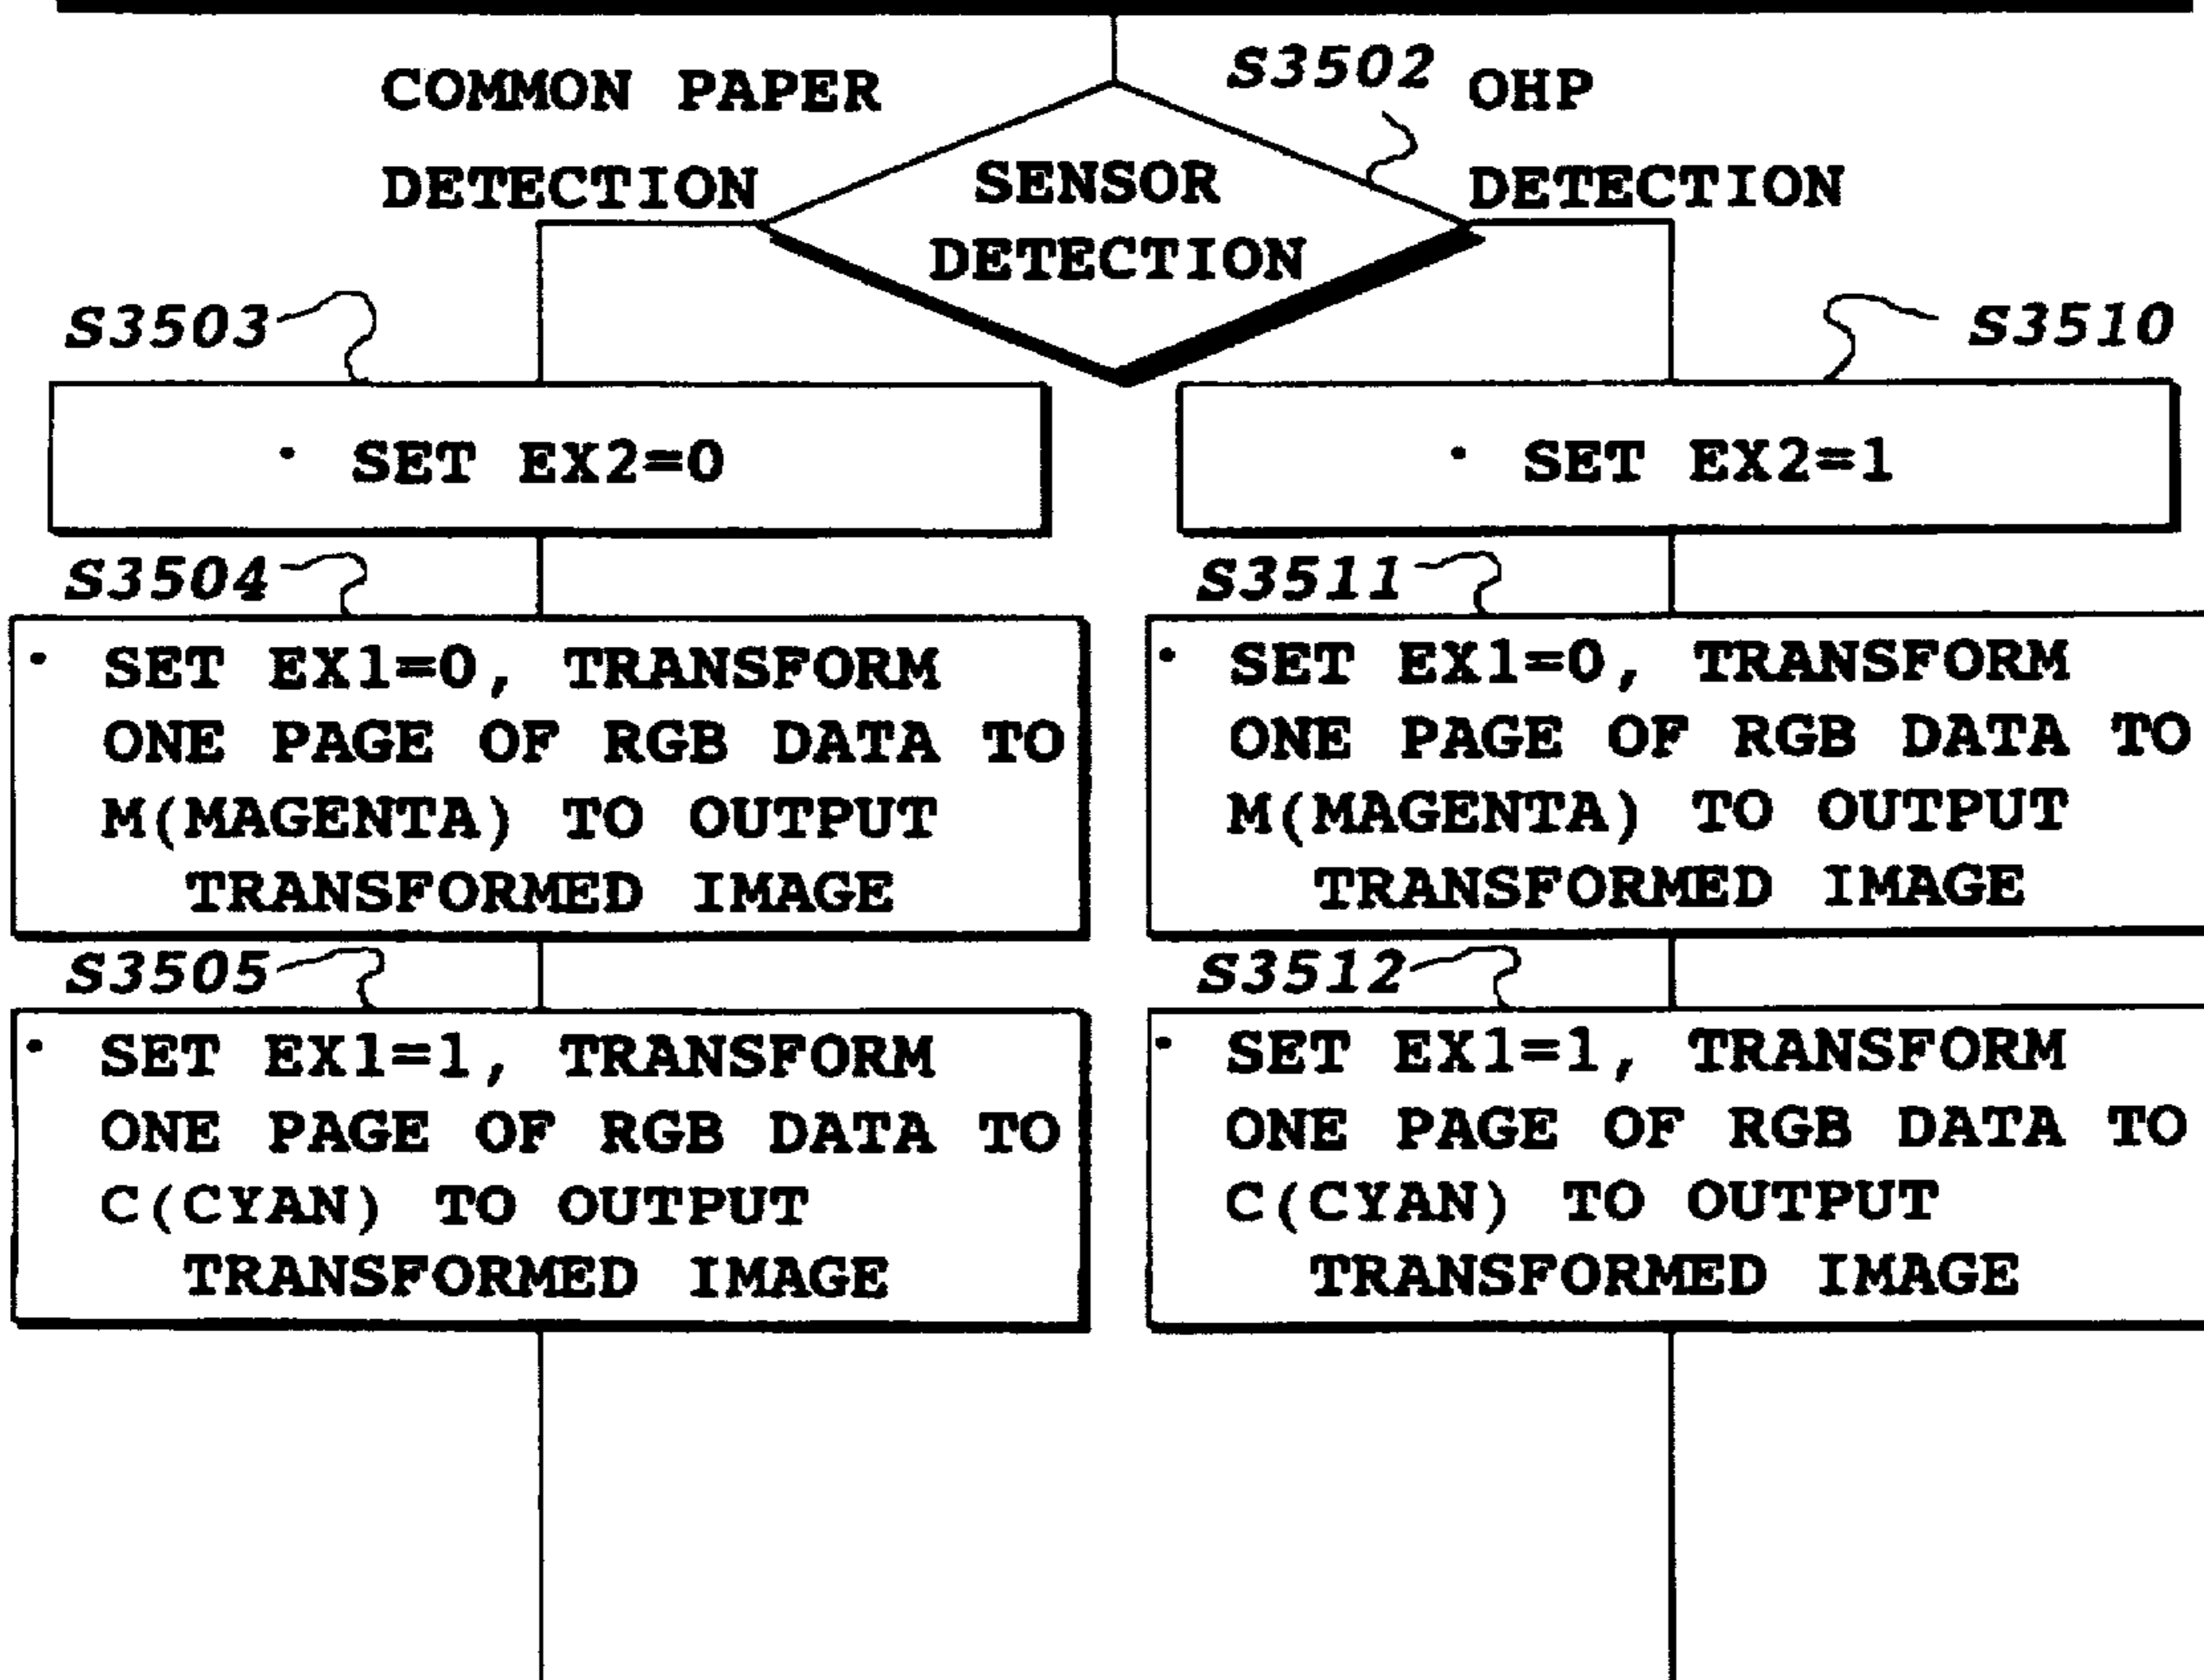 COMMON PAPER
DETECTION
S3502
OHP
DETECTION
SENSOR
DETECTION
S3503
· SET EX2=0
S3504
· SET EX1=0, TRANSFORM
ONE PAGE OF RGB DATA TO
M(MAGENTA) TO OUTPUT
TRANSFORMED IMAGE
S3505
· SET EX1=1, TRANSFORM
ONE PAGE OF RGB DATA TO
C(CYAN) TO OUTPUT
TRANSFORMED IMAGE
S3510
· SET EX2=1
S3511
· SET EX1=0, TRANSFORM
ONE PAGE OF RGB DATA TO
M(MAGENTA) TO OUTPUT
TRANSFORMED IMAGE
S3512
· SET EX1=1, TRANSFORM
ONE PAGE OF RGB DATA TO
C(CYAN) TO OUTPUT
TRANSFORMED IMAGE